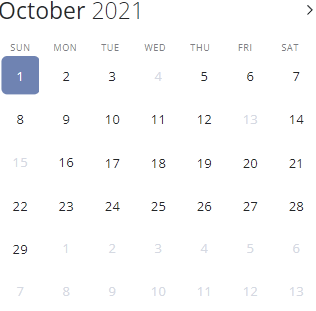 October 2021
SUN MON TUE WED THU FRI SAT
1 2 3 4 5 6 7
8 9 10 11 12 13 14
15 16 17 18 19 20 21
22 23 24 25 26 27 28
29 1 2 3 4 5 6
7 8 9 10 11 12 13